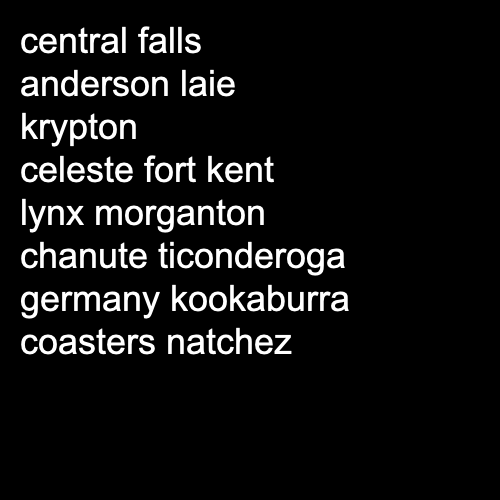 central falls
anderson laie
krypton
celeste fort kent
lynx morganton
chanute ticonderoga
germany kookaburra
coasters natchez